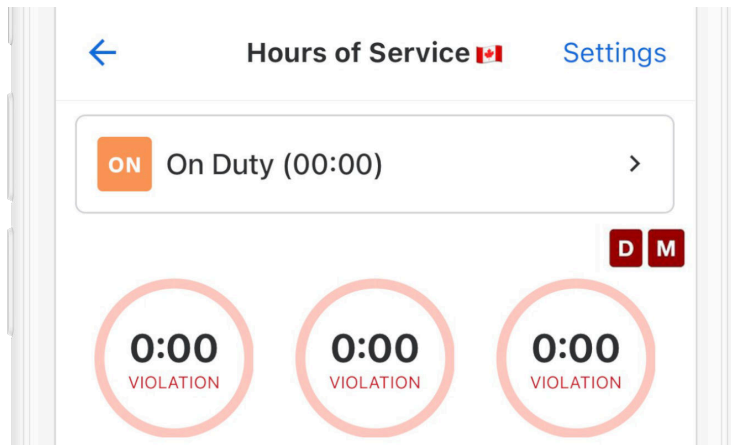 Hours of Service🇨🇦 Settings
ON On Duty (00:00)
D M
0:00 0:00 0:00
VIOLATION VIOLATION VIOLATION